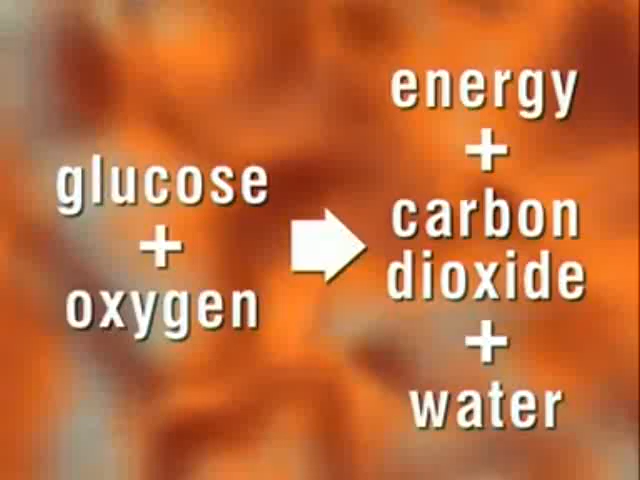 glucose
+
oxygen
energy
+
carbon
dioxide
+
water